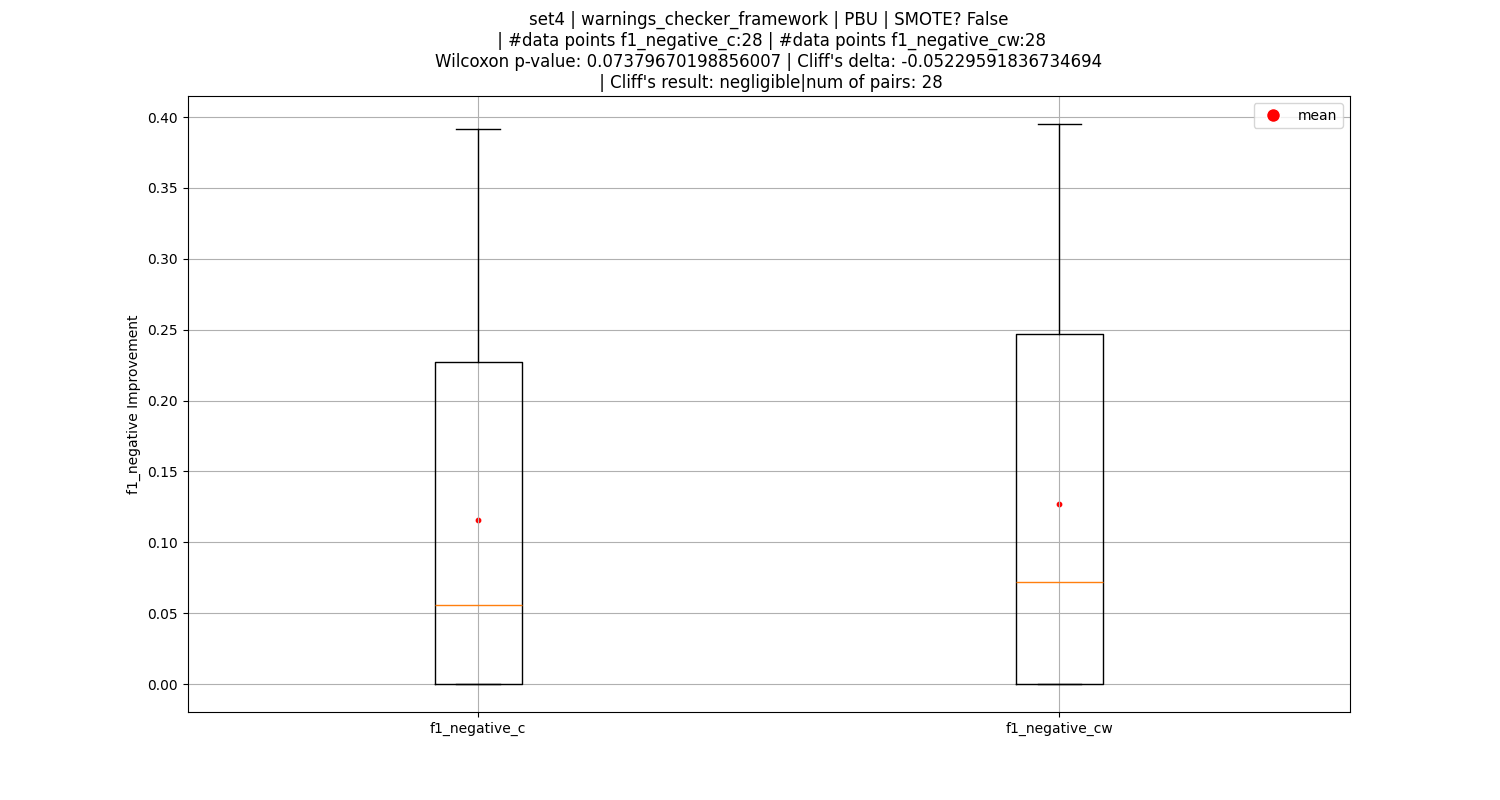 set4 | warnings_checker_framework | PBU | SMOTE? False
| #data points f1_negative_c:28 | #data points f1_negative_cw:28
Wilcoxon p-value: 0.07379670198856007 | Cliff's delta: -0.05229591836734694
| Cliff's result: negligible|num of pairs: 28
mean
0.40
0.35
0.30
0.25
0.20
0.15
0.10
0.05
0.00
f1_negative Improvement
f1_negative_c
f1_negative_cw